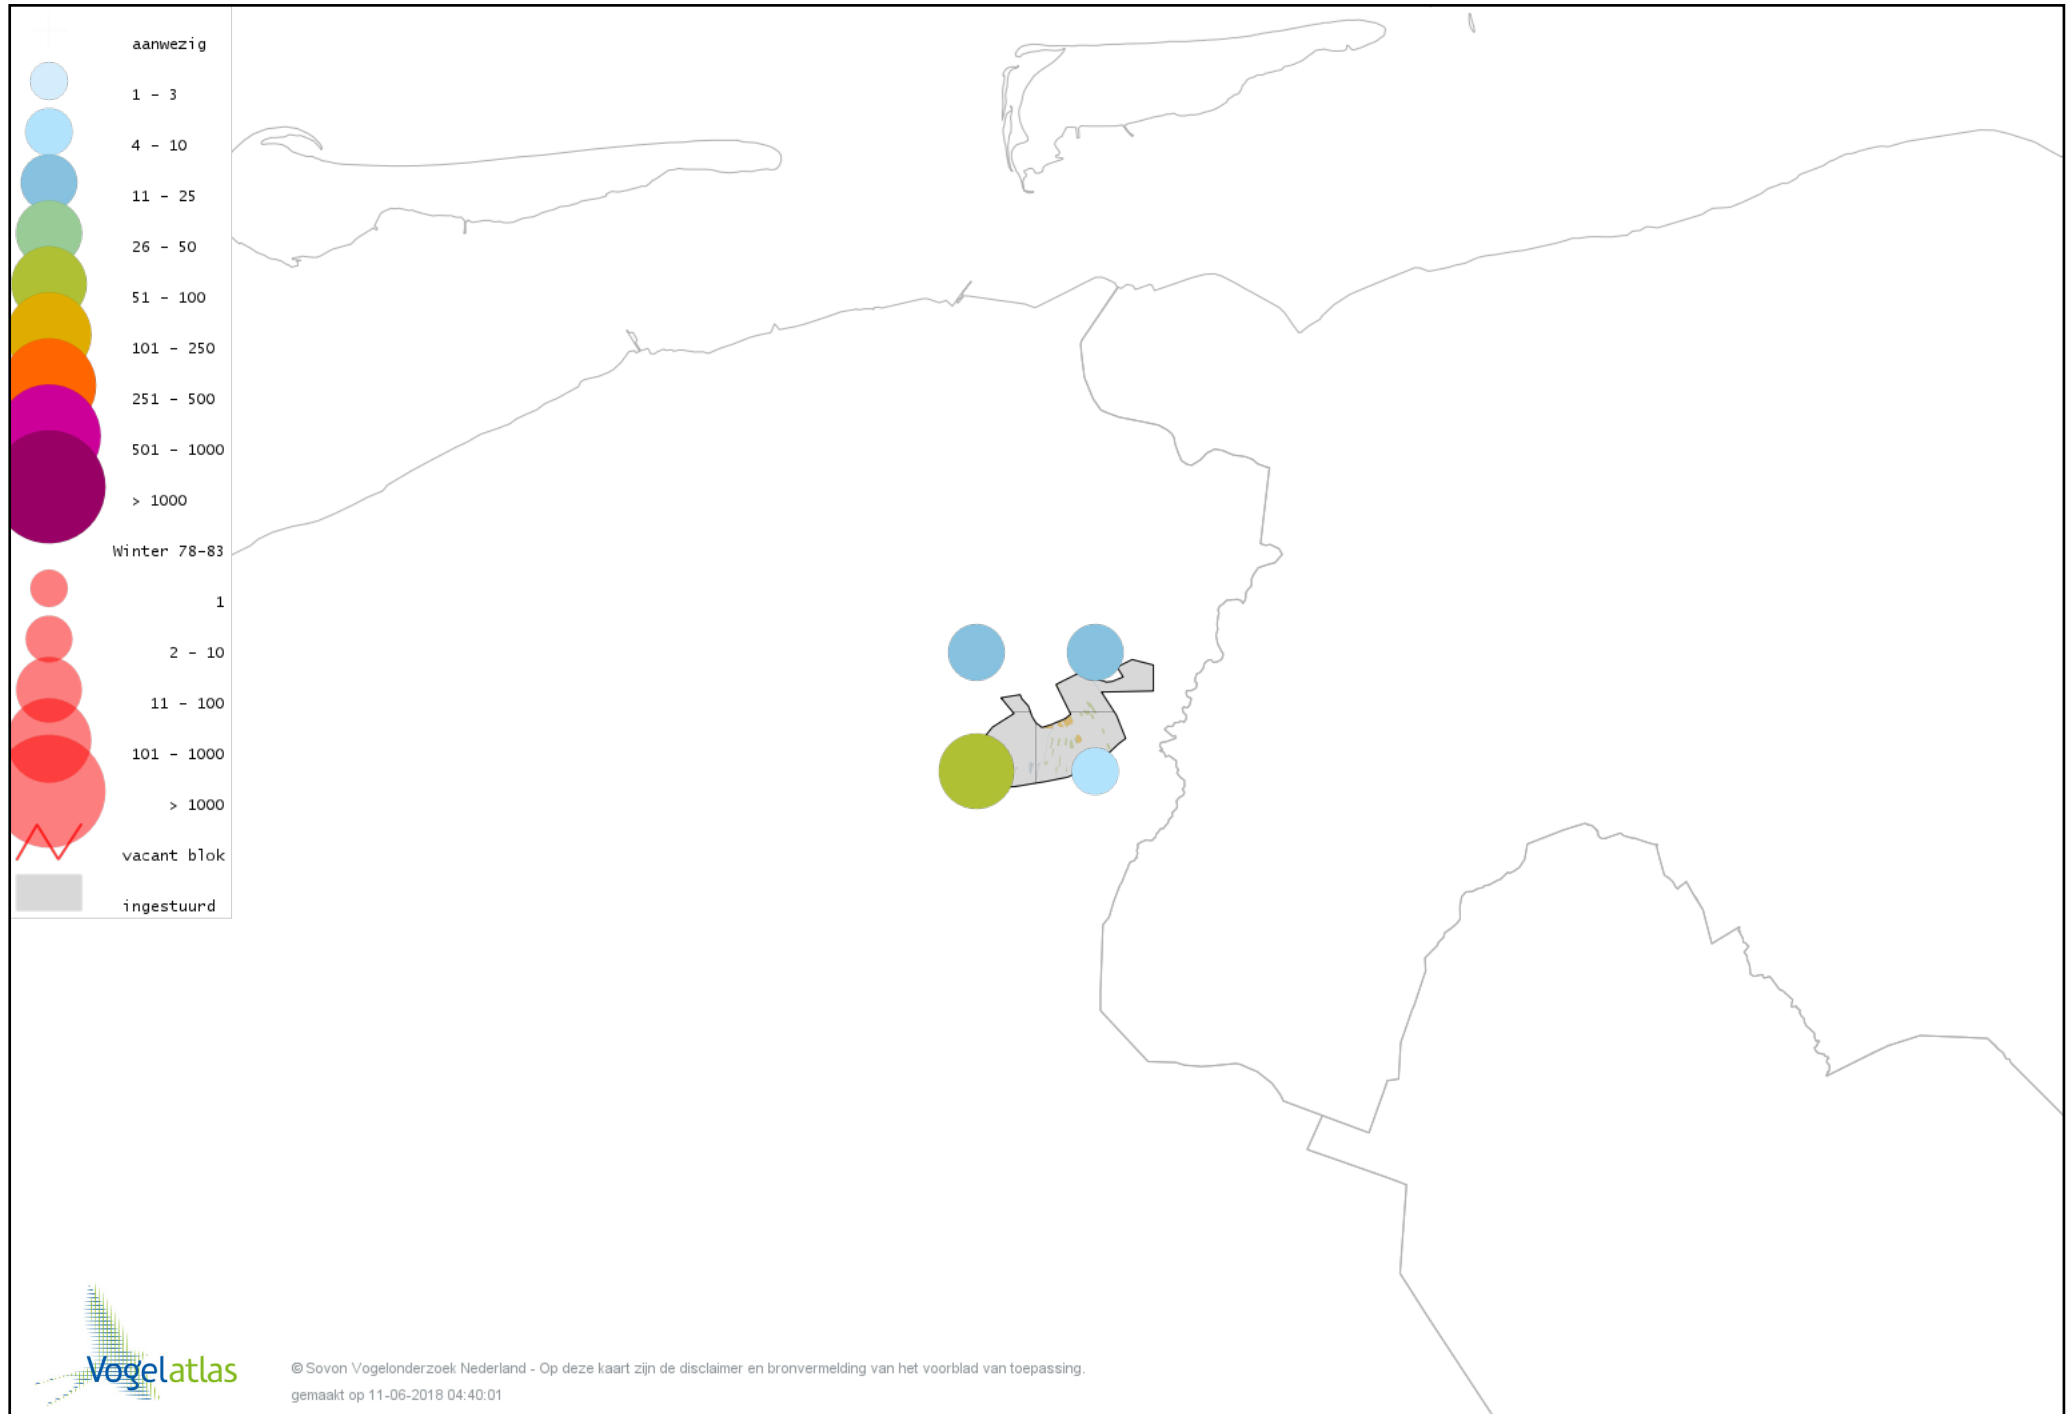 aanwezig
1 - 3
4 - 10
11 - 25
26 - 50
51 - 100
101 - 250
251 - 500
501 - 1000
> 1000
Winter 78-83
1
2 - 10
11 - 100
101 - 1000
> 1000
vacant blok
ingestuurd
Vogelatlas
© Sovon Vogelonderzoek Nederland - Op deze kaart zijn de disclaimer en bronvermelding van het voorblad van toepassing.
gemaakt op 11-06-2018 04:40:01